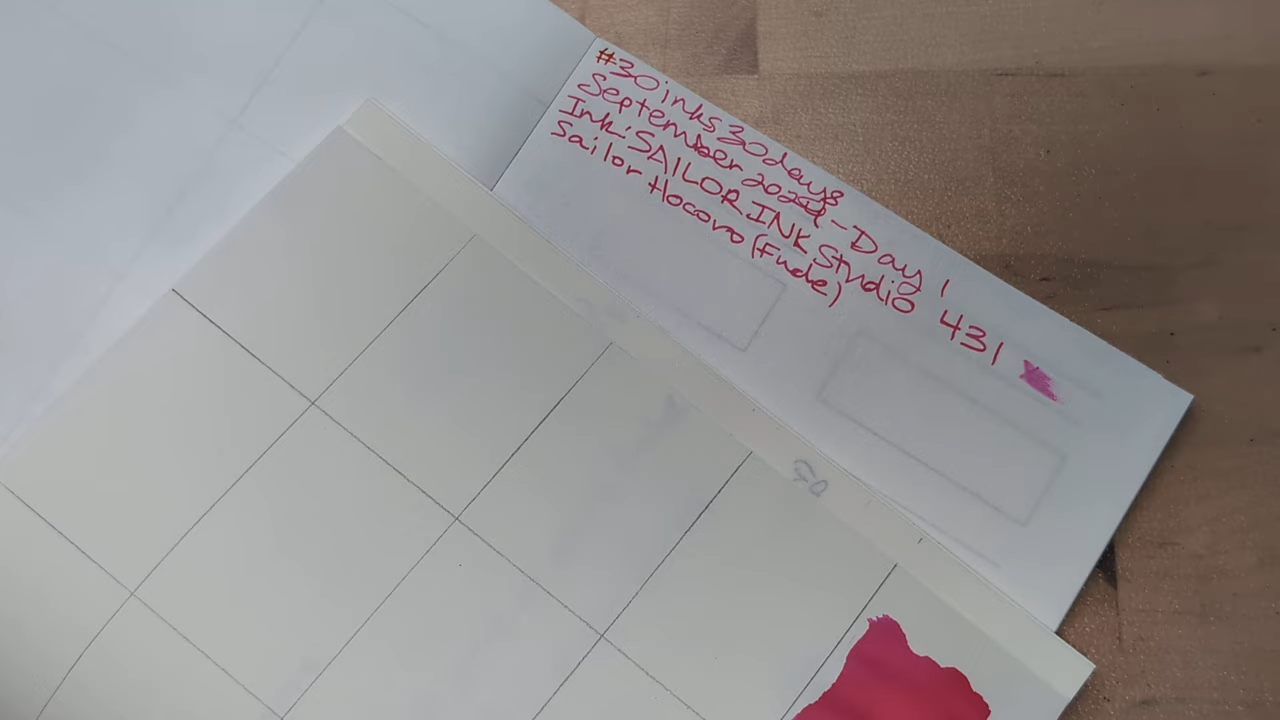 #30inks30days
September 2024 - Day 1
Ink: SAILOR INK Studio 431
Sailor Hocoro (Fude)